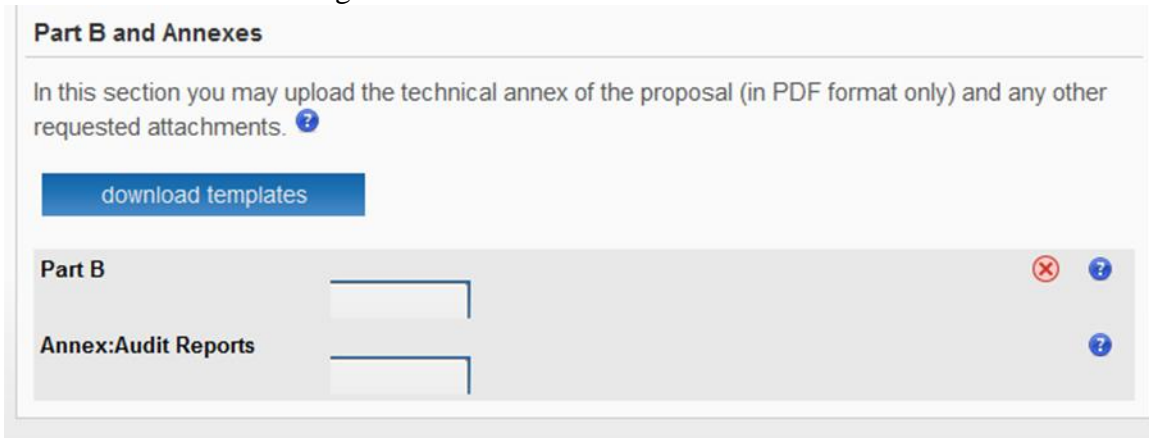 Part B and Annexes
In this section you may upload the technical annex of the proposal (in PDF format only) and any other
requested attachments. ?
download templates
Part B ?
Annex:Audit Reports ?